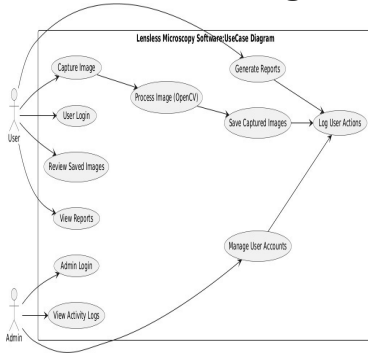 Lensless Microscopy Software:UseCase Diagram
Capture Image
Generate Reports
Process Image (OpenCV)
User Login
Save Captured Images
Log User Actions
User
Review Saved Images
View Reports
Manage User Accounts
Admin Login
View Activity Logs
Admin